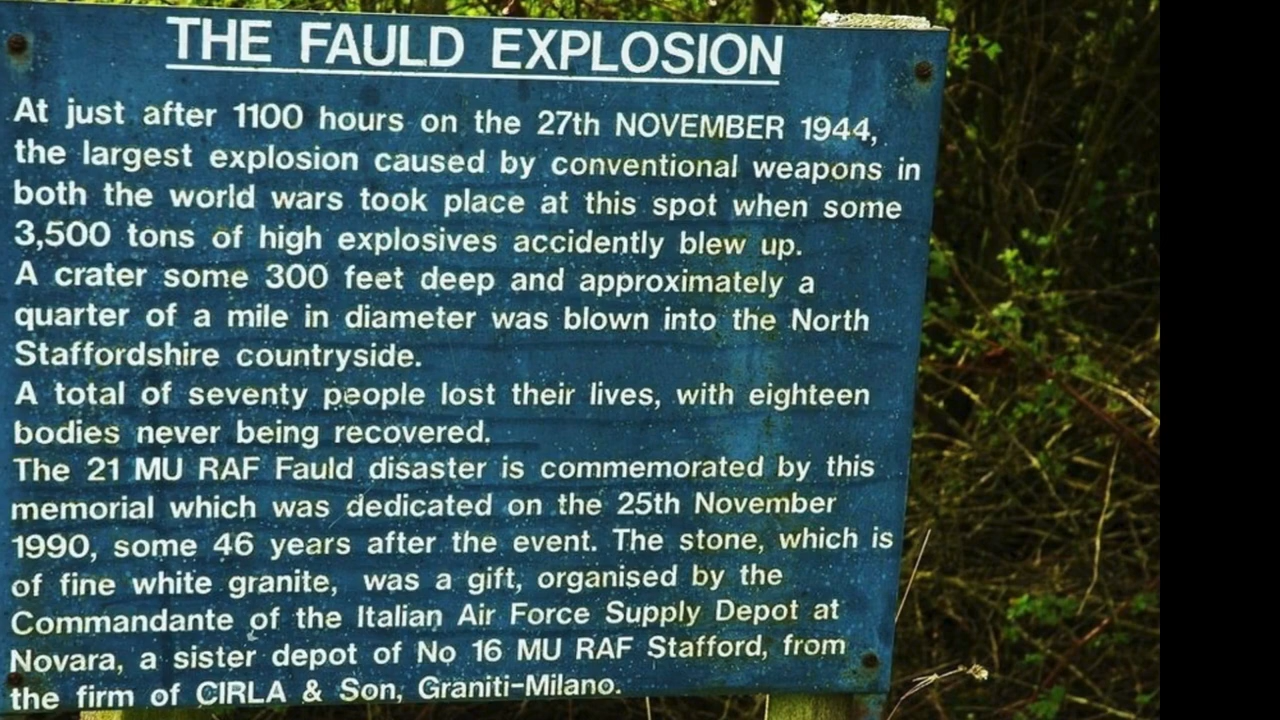 THE FAULD EXPLOSION
At just after 1100 hours on the 27th NOVEMBER 1944,
the largest explosion caused by conventional weapons in
both the world wars took place at this spot when some
3,500 tons of high explosives accidently blew up.
A crater some 300 feet deep and approximately a
quarter of a mile in diameter was blown into the North
Staffordshire countryside.
A total of seventy people lost their lives, with eighteen
bodies never being recovered.
The 21 MU RAF Fauld disaster is commemorated by this
memorial which was dedicated on the 25th November
1990, some 46 years after the event. The stone, which is
of fine white granite, was a gift, organised by the
Commandante of the Italian Air Force Supply Depot at
Novara, a sister depot of No 16 MU RAF Stafford, from
the firm of CIRLA & Son, Graniti-Milano.